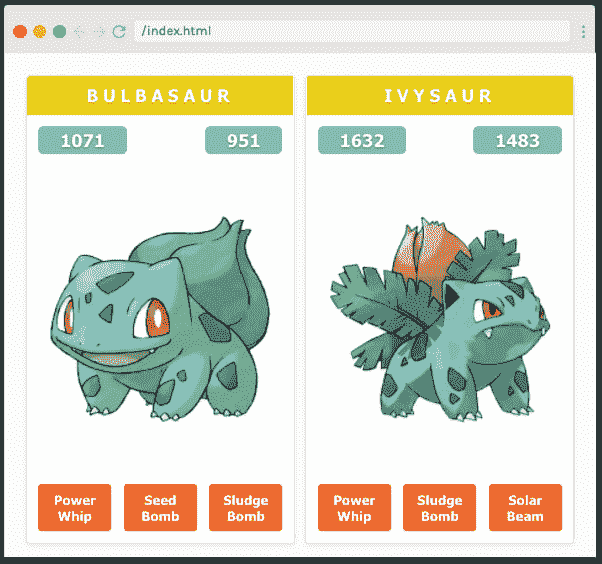 /index.html
BULBASAUR
1071 951
Power
Whip
Seed
Bomb
Sludge
Bomb
IVYSAUR
1632 1483
Power
Whip
Sludge
Bomb
Solar
Beam